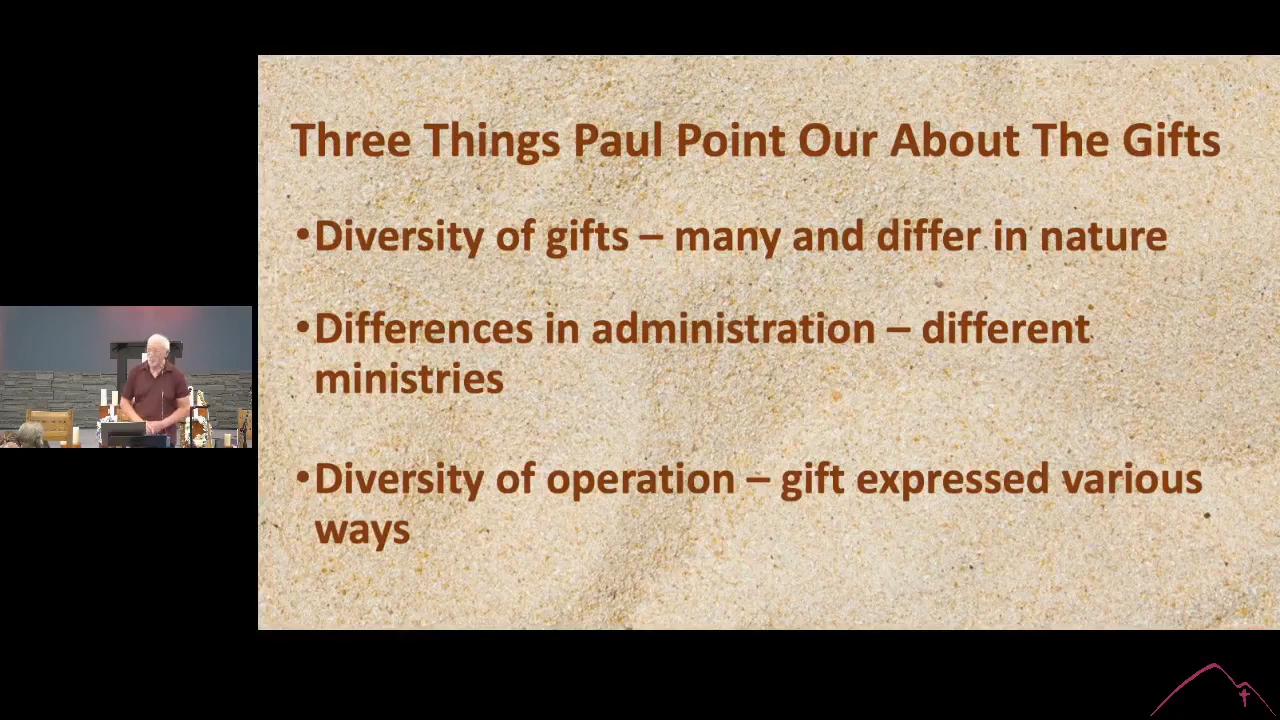 Three Things Paul Point Our About The Gifts
•Diversity of gifts – many and differ in nature
•Differences in administration – different
ministries
•Diversity of operation – gift expressed various
ways